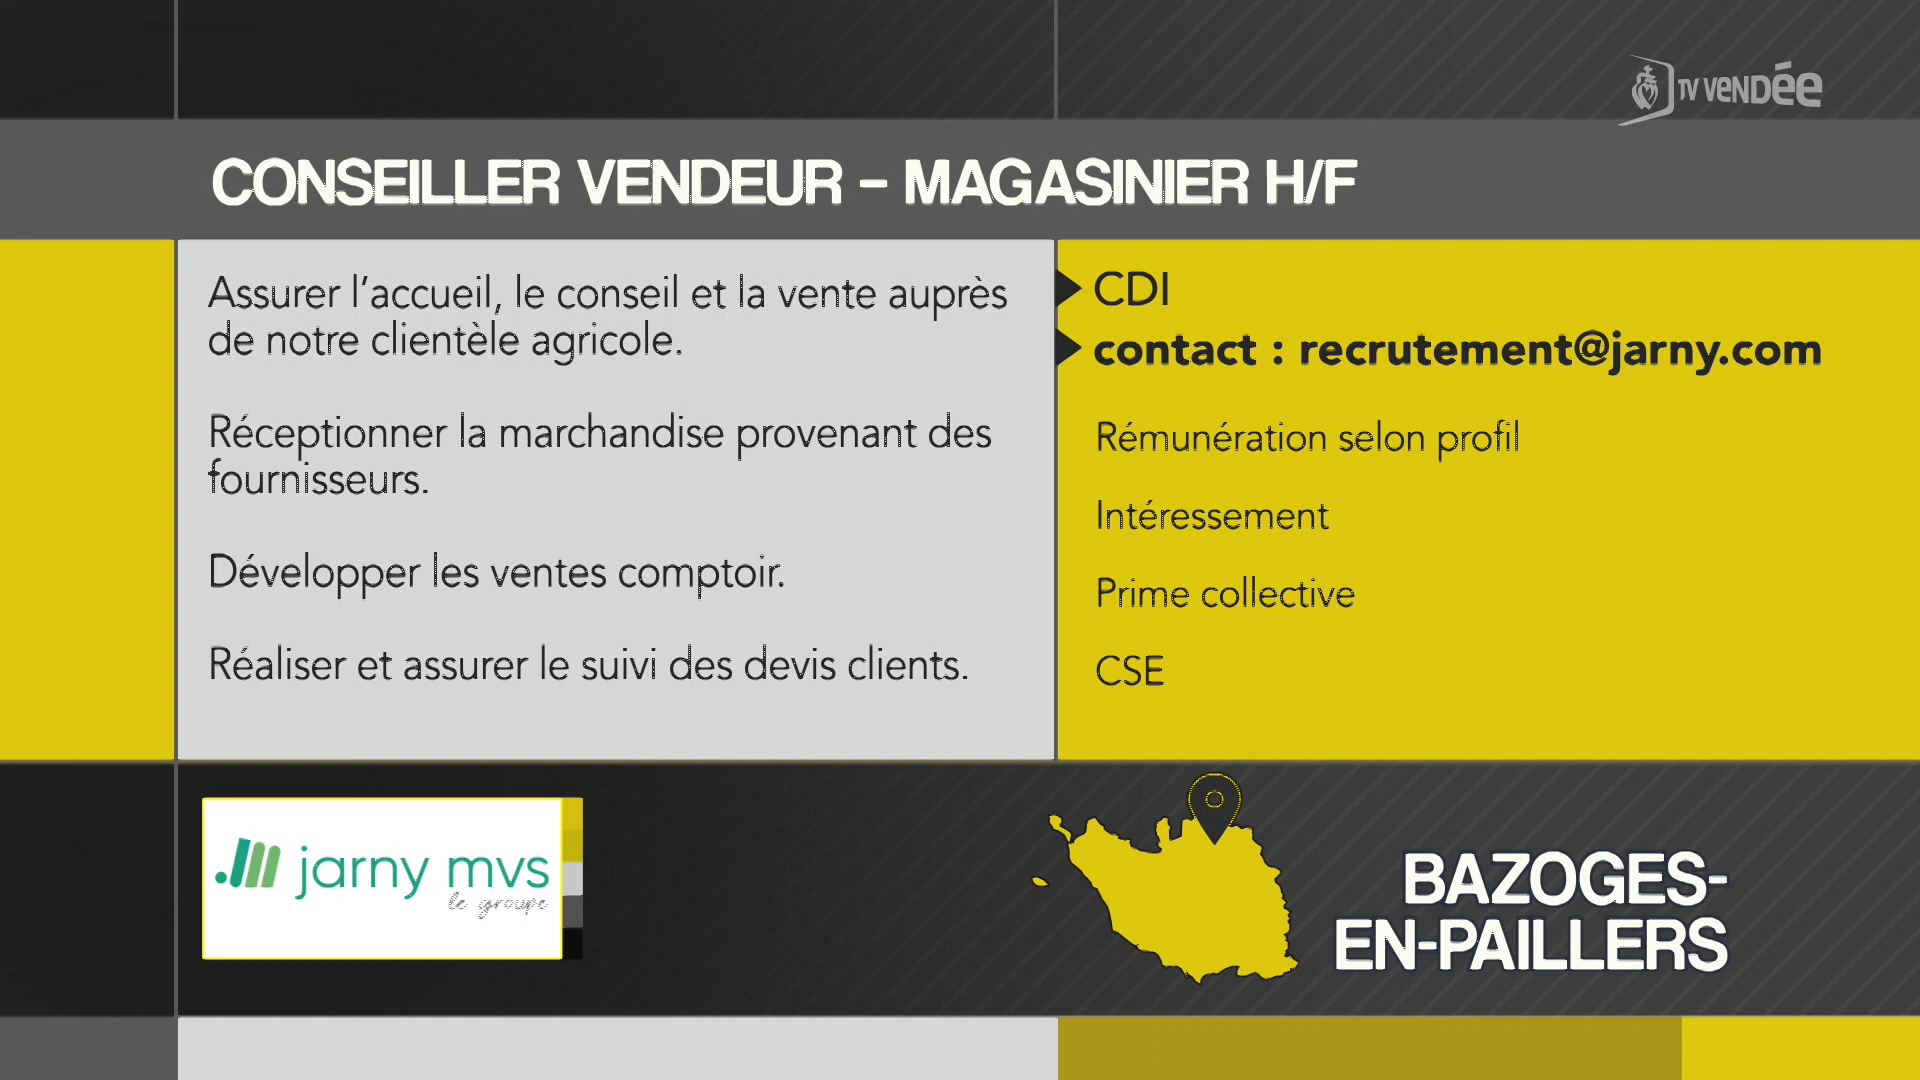 TV VENDÉE
CONSEILLER VENDEUR – MAGASINIER H/F
Assurer l’accueil, le conseil et la vente auprès
de notre clientèle agricole.
Réceptionner la marchandise provenant des
fournisseurs.
Développer les ventes comptoir.
Réaliser et assurer le suivi des devis clients.
CDI
contact : recrutement@jarny.com
Rémunération selon profil
Intéressement
Prime collective
CSE
jarny mvs
le groupe
BAZOGES-
EN-PAILLERS